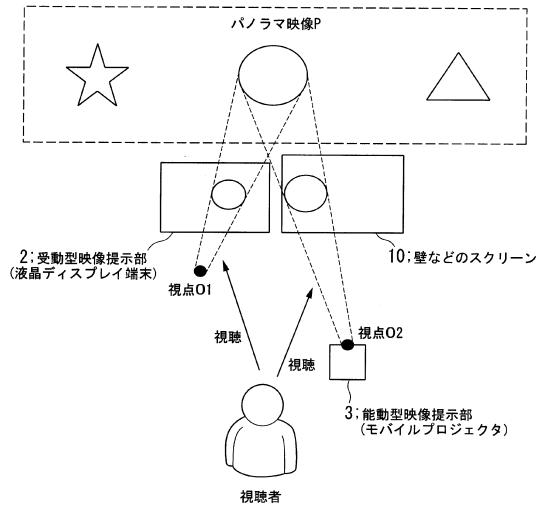 パノラマ映像P
2;受動型映像提示部
(液晶ディスプレイ端末)
10;壁などのスクリーン
視点O1
視聴
視聴
視点O2
3;能動型映像提示部
(モバイルプロジェクタ)
視聴者